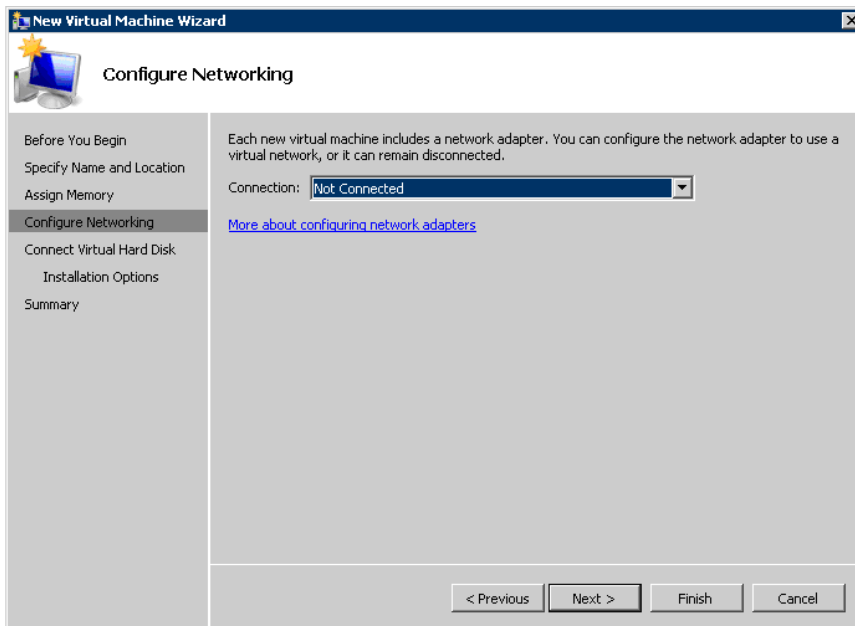 New Virtual Machine Wizard
Configure Networking
Before You Begin
Specify Name and Location
Assign Memory
Configure Networking
Connect Virtual Hard Disk
Installation Options
Summary
Each new virtual machine includes a network adapter. You can configure the network adapter to use a
virtual network, or it can remain disconnected.
Connection: Not Connected
More about configuring network adapters
< Previous Next > Finish Cancel